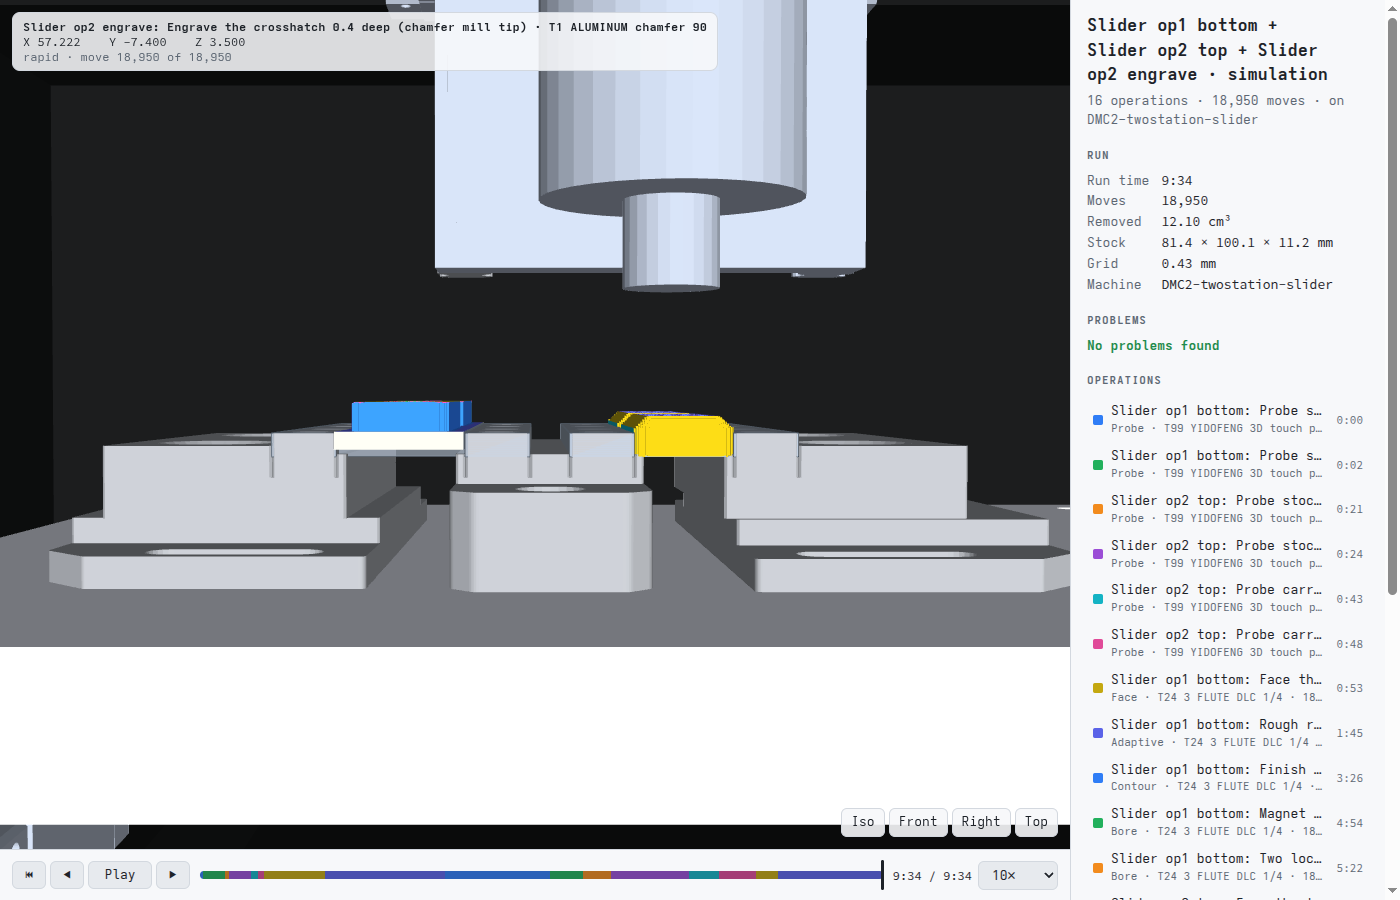 Slider op2 engrave: Engrave the crosshatch 0.4 deep (chamfer mill tip) · T1 ALUMINUM chamfer 90
X 57.222 Y -7.400 Z 3.500
rapid · move 18,950 of 18,950
Iso Front Right Top
⏮ ◀ Play ▶ 9:34 / 9:34 10×
Slider op1 bottom +
Slider op2 top + Slider
op2 engrave · simulation
16 operations · 18,950 moves · on
DMC2-twostation-slider
RUN
Run time 9:34
Moves 18,950
Removed 12.10 cm³
Stock 81.4 × 100.1 × 11.2 mm
Grid 0.43 mm
Machine DMC2-twostation-slider
PROBLEMS
No problems found
OPERATIONS
Slider op1 bottom: Probe s… 0:00
Probe · T99 YIDOFENG 3D touch p…
Slider op1 bottom: Probe s… 0:02
Probe · T99 YIDOFENG 3D touch p…
Slider op2 top: Probe stoc… 0:21
Probe · T99 YIDOFENG 3D touch p…
Slider op2 top: Probe stoc… 0:24
Probe · T99 YIDOFENG 3D touch p…
Slider op2 top: Probe carr… 0:43
Probe · T99 YIDOFENG 3D touch p…
Slider op2 top: Probe carr… 0:48
Probe · T99 YIDOFENG 3D touch p…
Slider op1 bottom: Face th… 0:53
Face · T24 3 FLUTE DLC 1/4 · 18…
Slider op1 bottom: Rough r… 1:45
Adaptive · T24 3 FLUTE DLC 1/4 …
Slider op1 bottom: Finish … 3:26
Contour · T24 3 FLUTE DLC 1/4 ·…
Slider op1 bottom: Magnet … 4:54
Bore · T24 3 FLUTE DLC 1/4 · 18…
Slider op1 bottom: Two loc… 5:22
Bore · T24 3 FLUTE DLC 1/4 · 18…